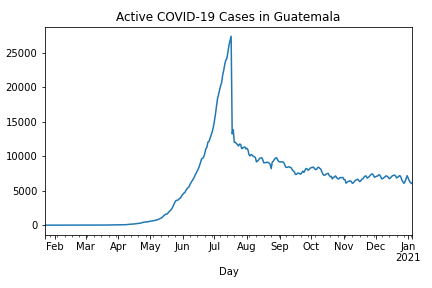 Active COVID-19 Cases in Guatemala
25000
20000
15000
10000
5000
0
Feb Mar Apr May Jun Jul Aug Sep Oct Nov Dec Jan
2021
Day